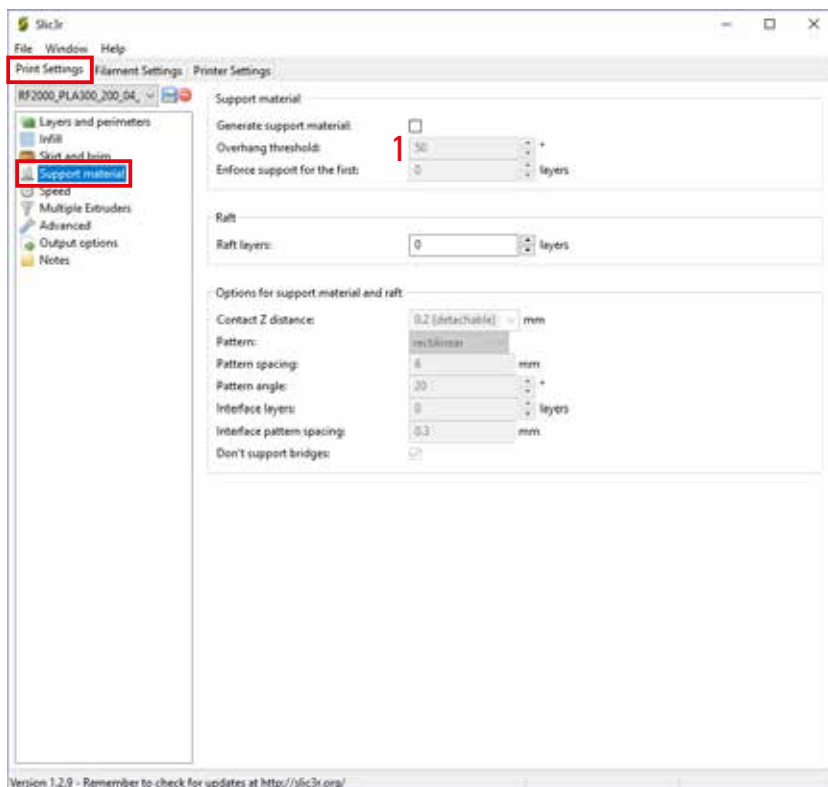 Slic3r
File Window Help
Print Settings Filament Settings Printer Settings
RF2000_PLA300_200_04_
Layers and perimeters
Infill
Skirt and brim
Support material
Speed
Multiple Extruders
Advanced
Output options
Notes
Support material
Generate support material:
1
Overhang threshold: 50 °
Enforce support for the first: 0 layers
Raft
Raft layers: 0 layers
Options for support material and raft
Contact Z distance: 0.2 (detachable) mm
Pattern: rectilinear
Pattern spacing: 6 mm
Pattern angle: 20 °
Interface layers: 0 layers
Interface pattern spacing: 0.3 mm
Don't support bridges:
Version 1.2.9 - Remember to check for updates at http://slic3r.org/